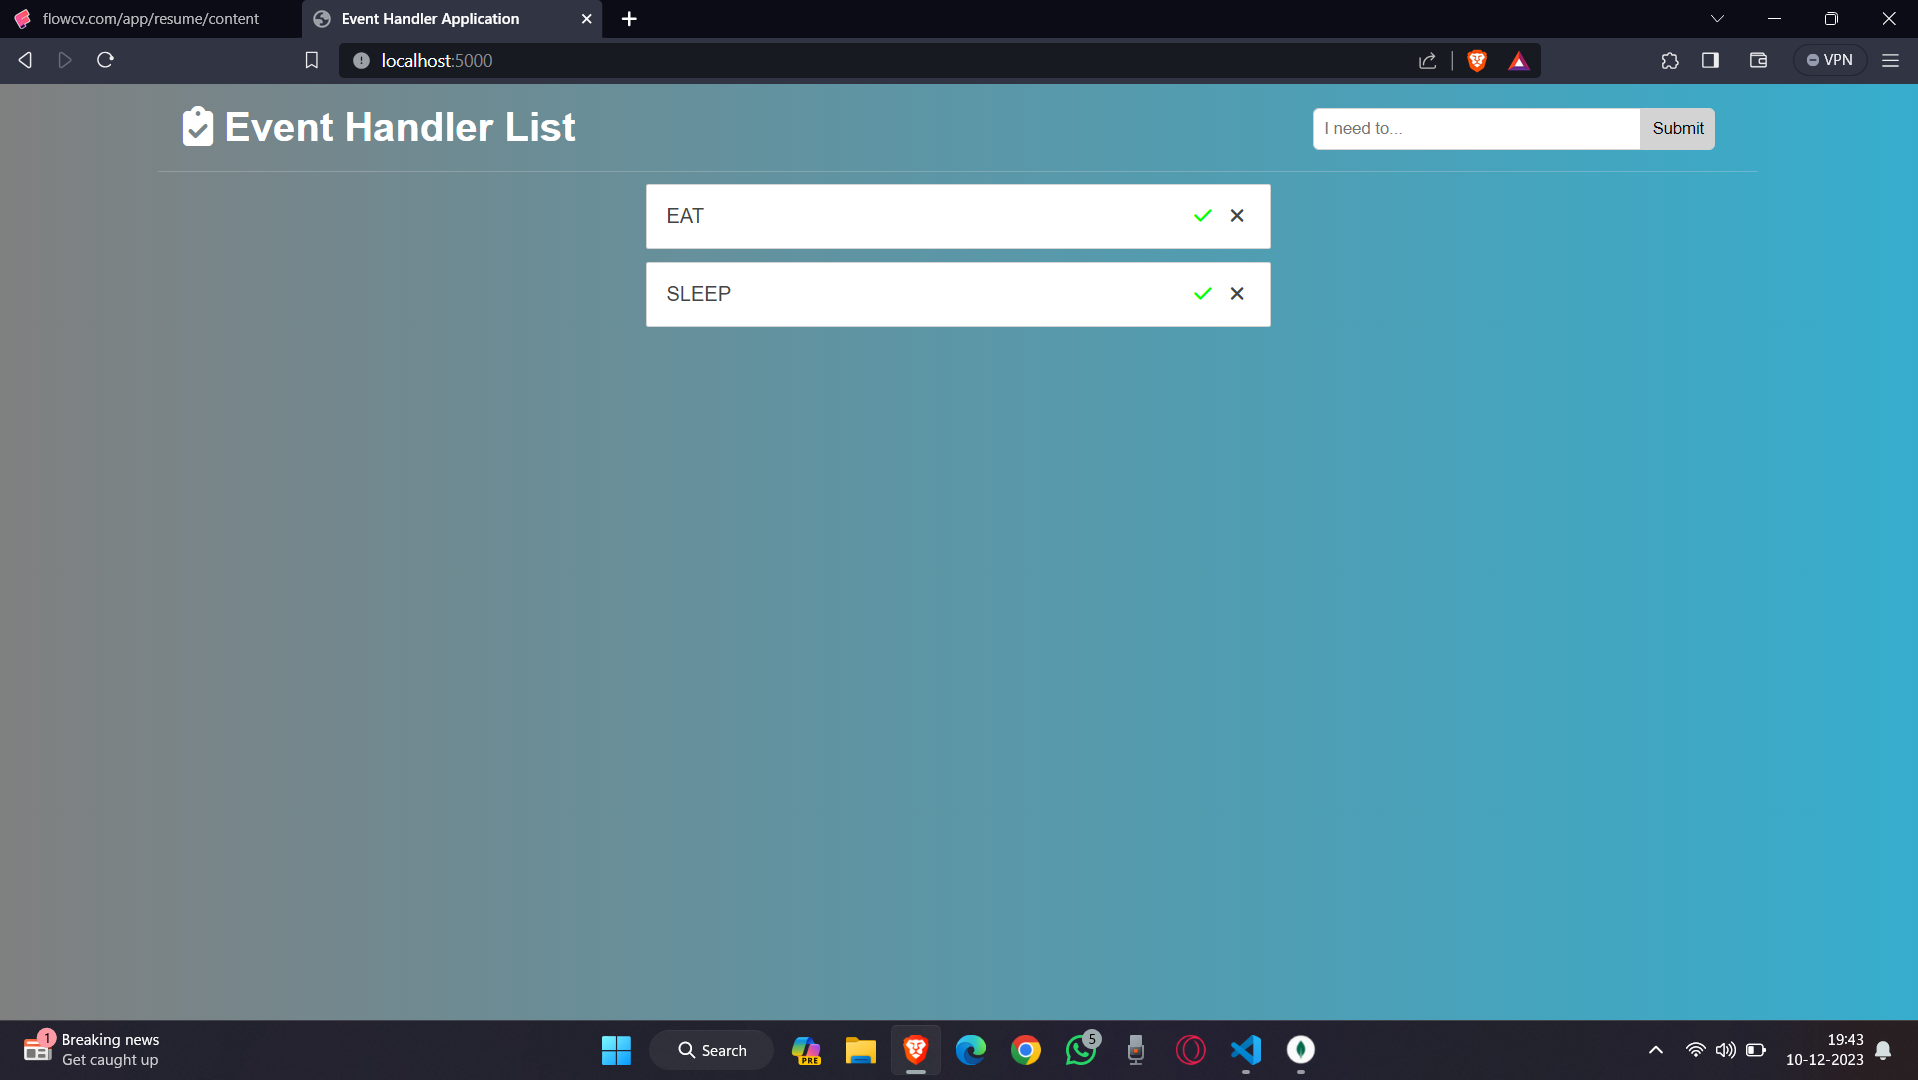 flowcv.com/app/resume/content
Event Handler Application
localhost:5000
VPN
Event Handler List
I need to...
Submit
EAT
SLEEP
1
Breaking news
Get caught up
Search
PRE
5
19:43
10-12-2023